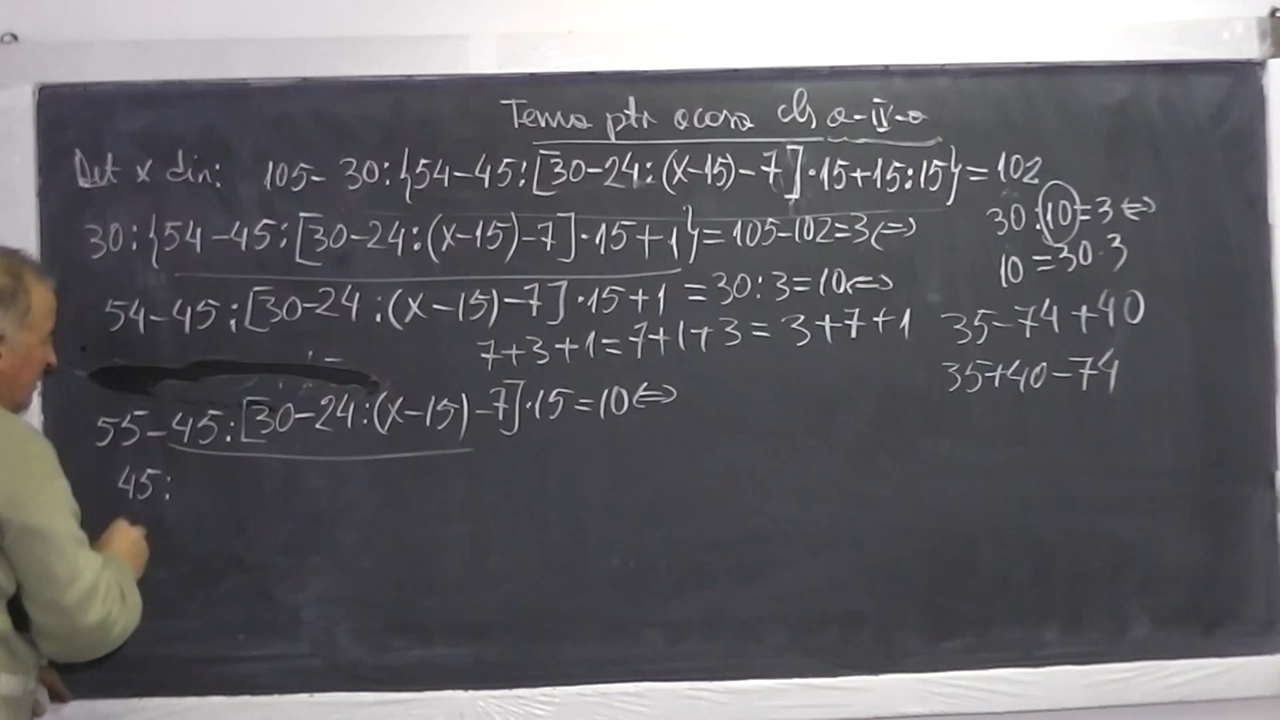 Tema ptr acasa cls a-IV-a
Det x din: 105- 30:{54-45:[30-24:(x-15)-7]·15+15:15}=102
30:{54-45:[30-24:(x-15)-7]·15+1}=105-102=3⇔
30:10=3⇔
10=30·3
54-45:[30-24:(x-15)-7]·15+1=30:3=10⇔
7+3+1=7+1+3=3+7+1
35-74+40
35+40-74
55-45:[30-24:(x-15)-7]·15=10⇔
45: